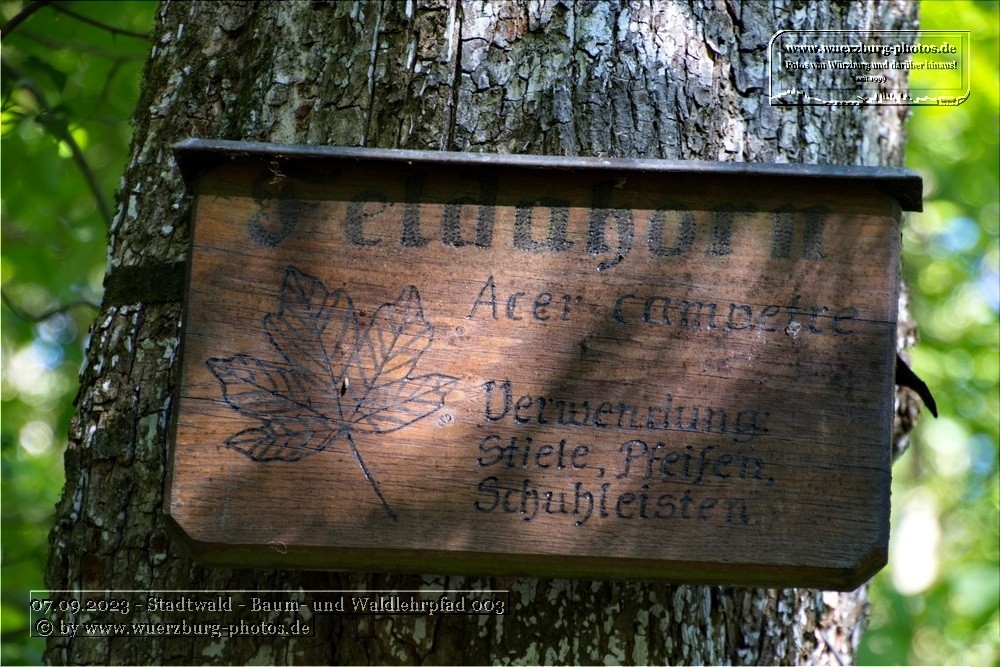 www.wuerzburg-photos.de
Fotos von Würzburg und darüber hinaus!
seit 1999
Feldahorn
Acer campetre
Verwendung:
Stiele, Pfeifen,
Schuhleisten
07.09.2023 - Stadtwald - Baum- und Waldlehrpfad 003
© by www.wuerzburg-photos.de